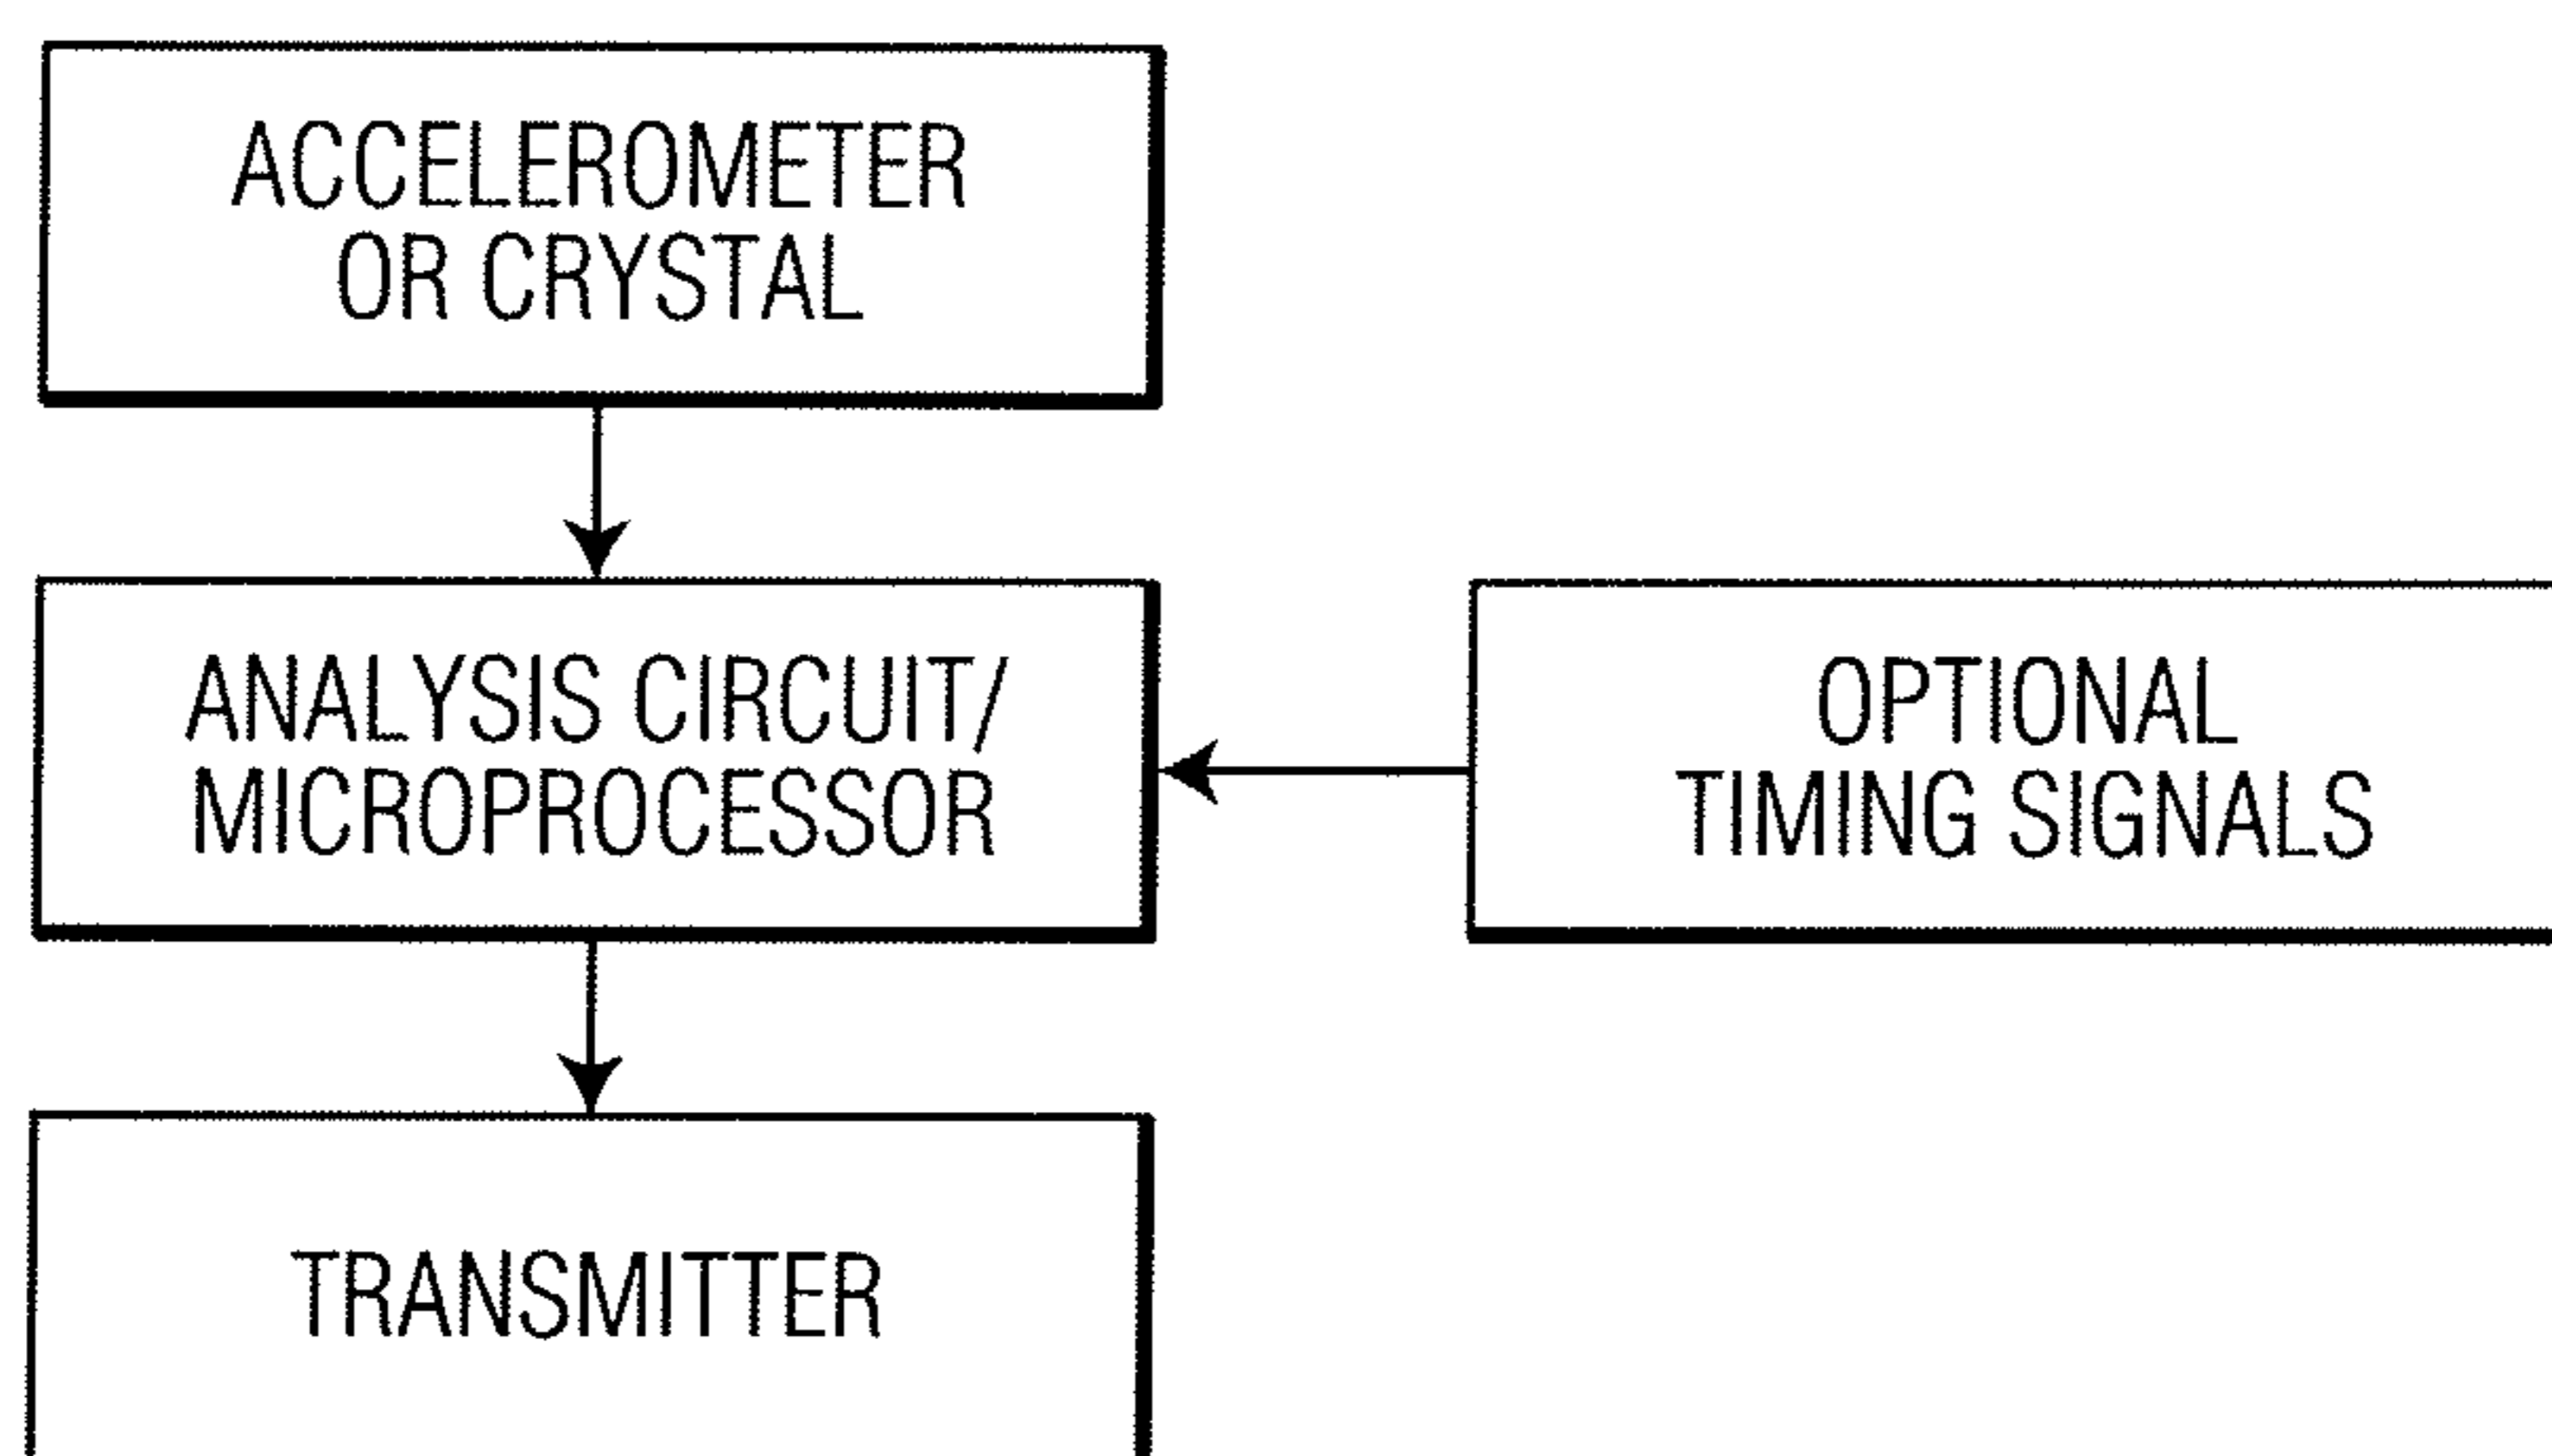 ACCELEROMETER
OR CRYSTAL
ANALYSIS CIRCUIT/
MICROPROCESSOR
OPTIONAL
TIMING SIGNALS
TRANSMITTER